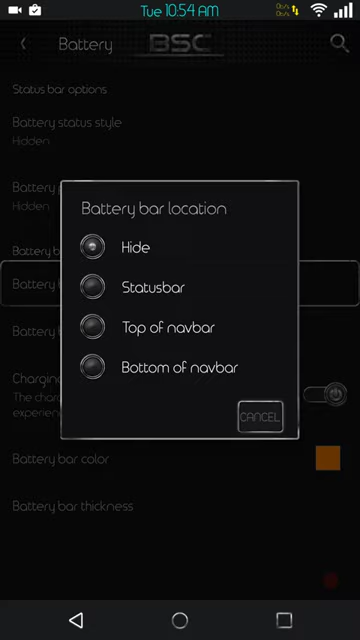 Tue 10:54 AM
Battery
BSC
Status bar options
Battery status style
Hidden
Battery
Hidden
Battery bar location
Hide
Statusbar
Top of navbar
Bottom of navbar
CANCEL
Battery bar color
Battery bar thickness